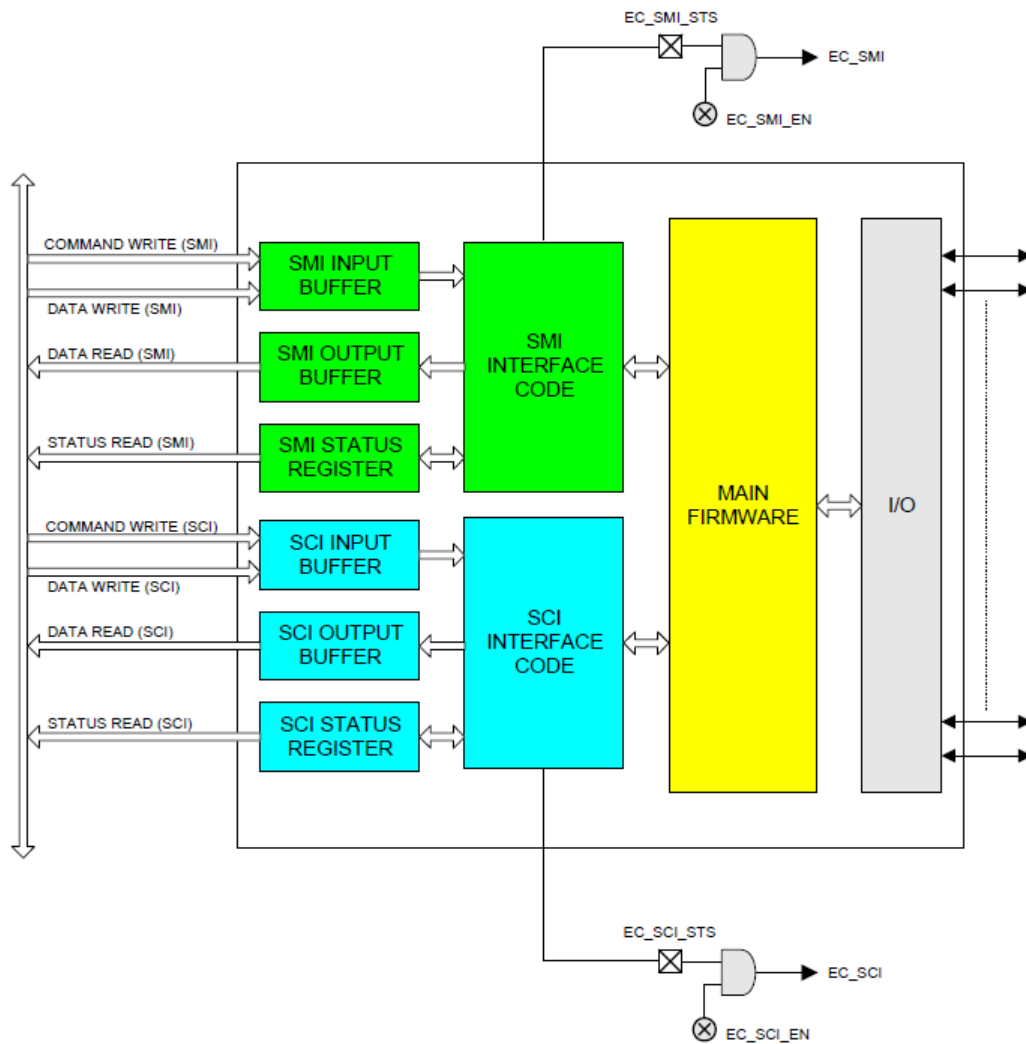 EC_SMI_STS
EC_SMI
EC_SMI_EN
COMMAND WRITE (SMI)
SMI INPUT
BUFFER
DATA WRITE (SMI)
DATA READ (SMI)
SMI OUTPUT
BUFFER
SMI
INTERFACE
CODE
STATUS READ (SMI)
SMI STATUS
REGISTER
MAIN
FIRMWARE
I/O
COMMAND WRITE (SCI)
SCI INPUT
BUFFER
DATA WRITE (SCI)
DATA READ (SCI)
SCI OUTPUT
BUFFER
SCI
INTERFACE
CODE
STATUS READ (SCI)
SCI STATUS
REGISTER
EC_SCI_STS
EC_SCI
EC_SCI_EN